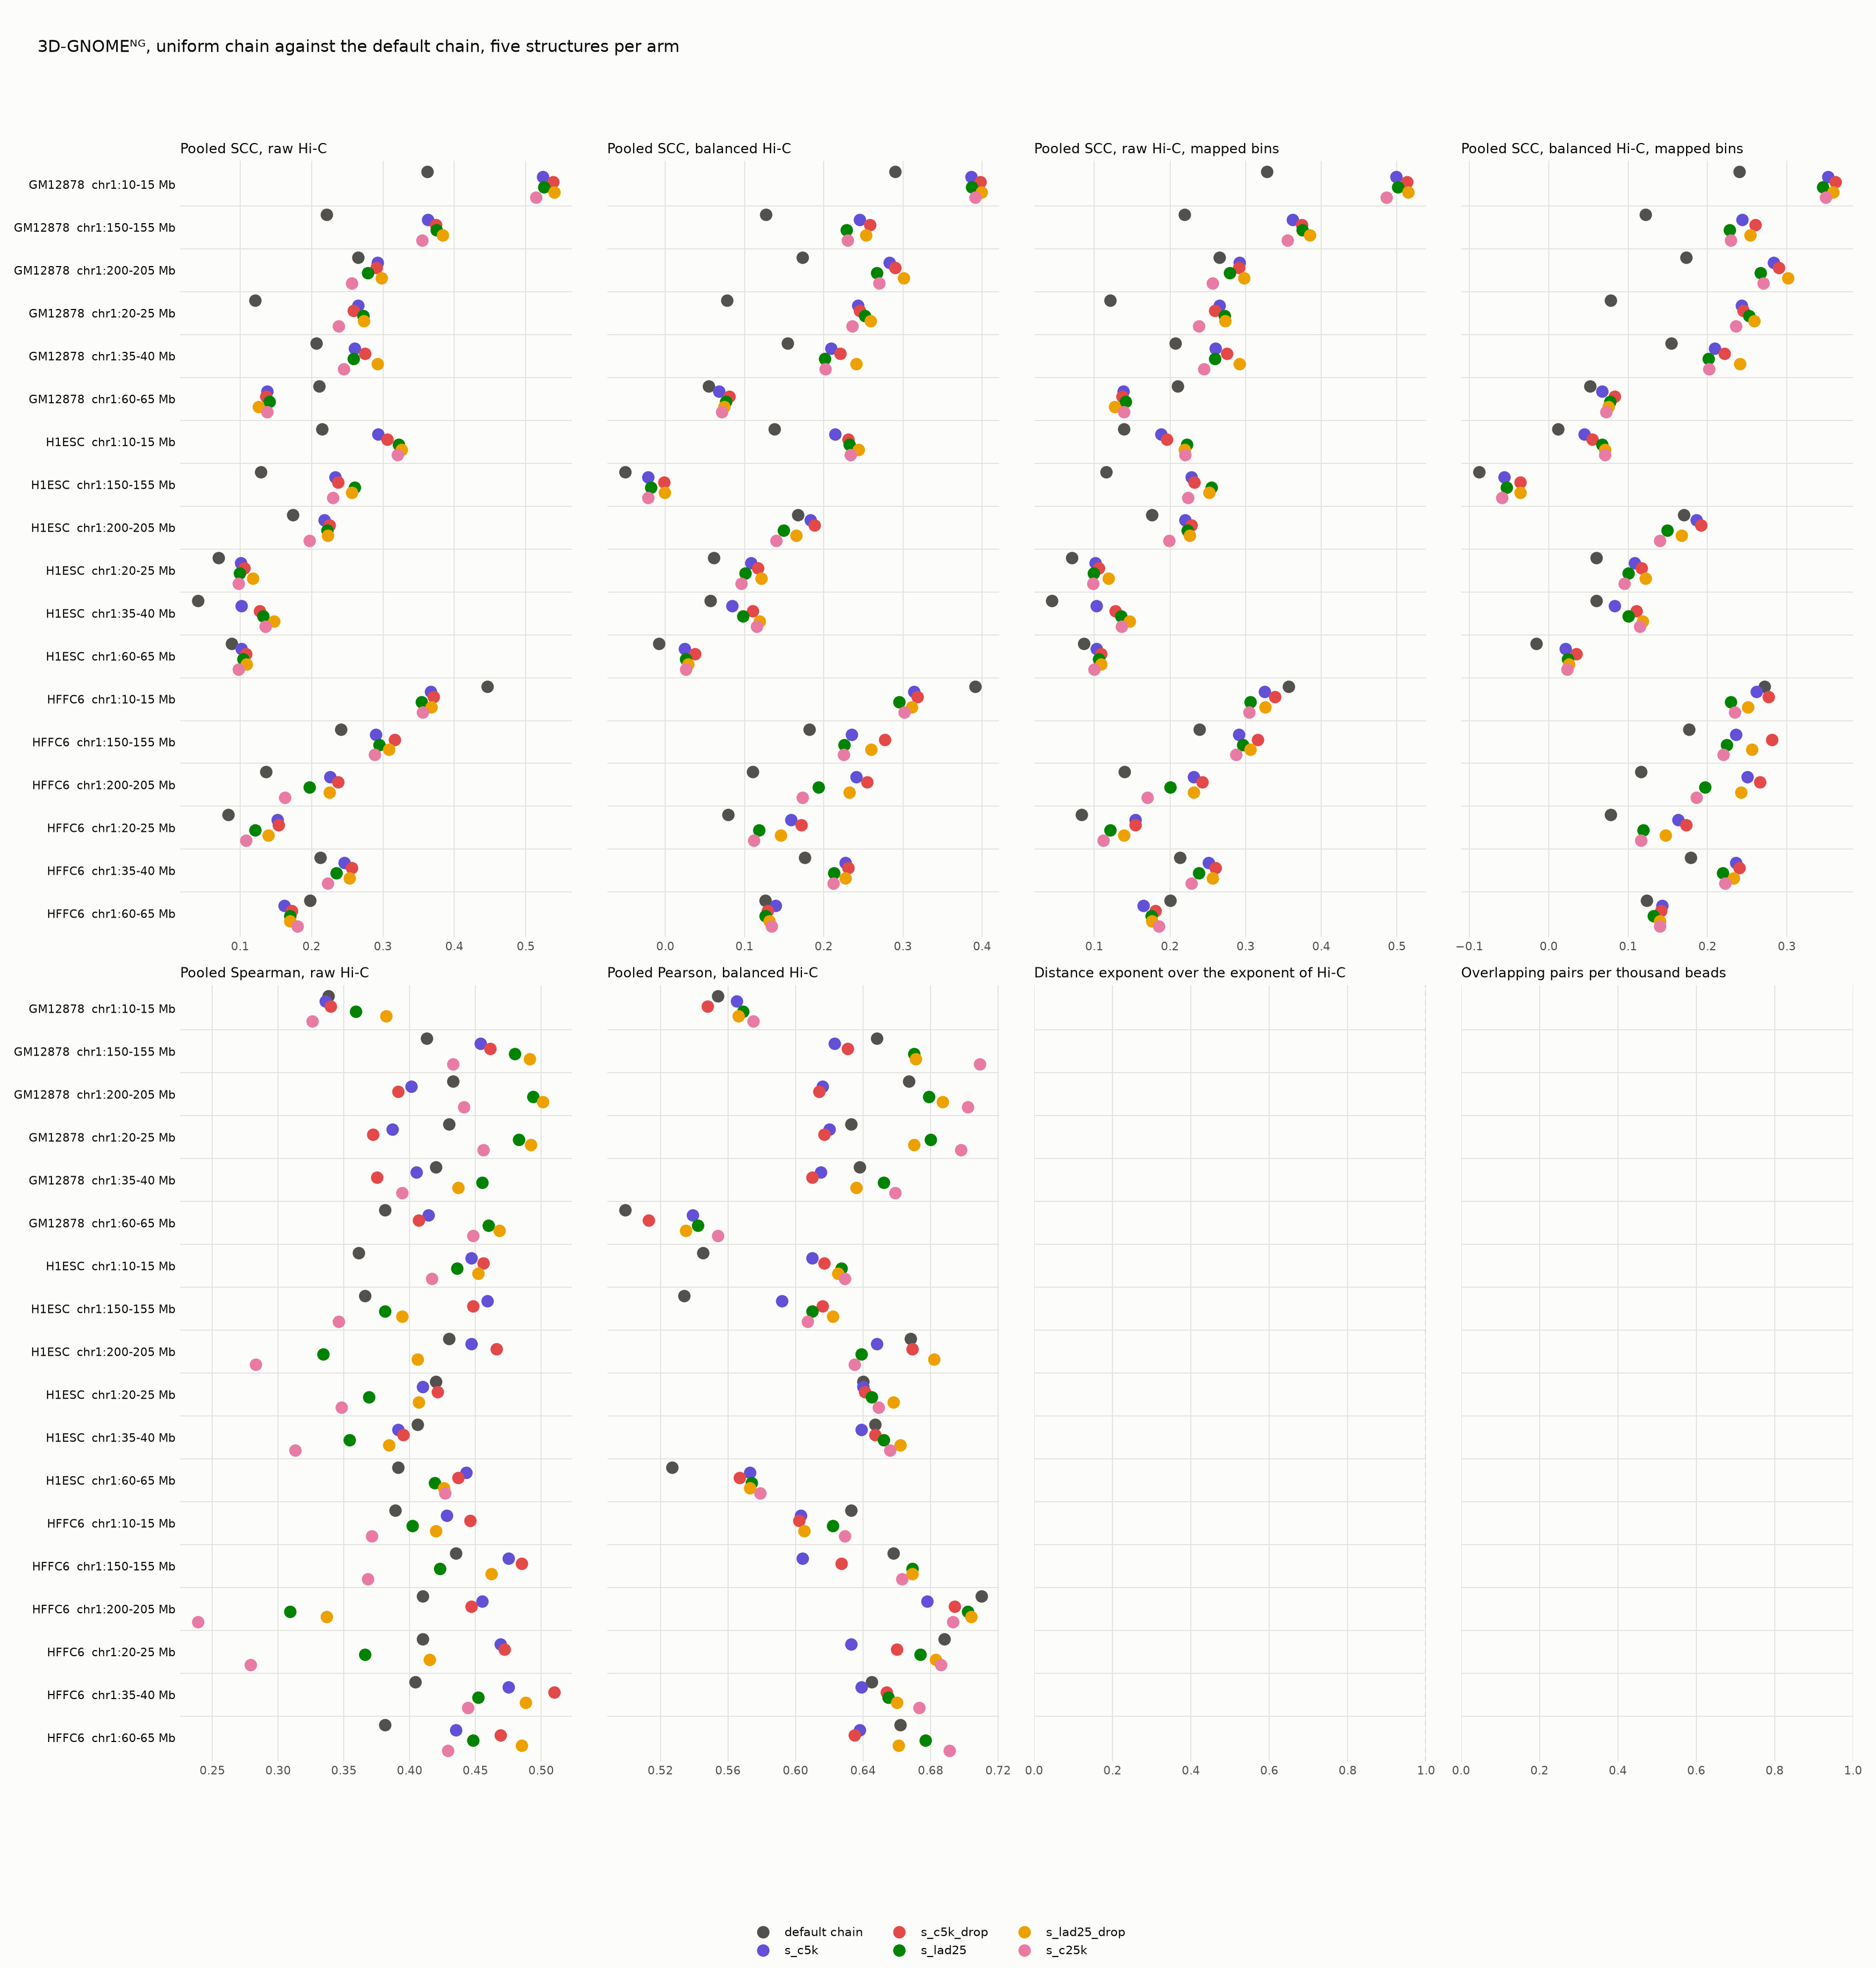 3D-GNOMEᴺᴳ, uniform chain against the default chain, five structures per arm
Pooled SCC, raw Hi-C
Pooled SCC, balanced Hi-C
Pooled SCC, raw Hi-C, mapped bins
Pooled SCC, balanced Hi-C, mapped bins
GM12878 chr1:10-15 Mb
GM12878 chr1:150-155 Mb
GM12878 chr1:200-205 Mb
GM12878 chr1:20-25 Mb
GM12878 chr1:35-40 Mb
GM12878 chr1:60-65 Mb
H1ESC chr1:10-15 Mb
H1ESC chr1:150-155 Mb
H1ESC chr1:200-205 Mb
H1ESC chr1:20-25 Mb
H1ESC chr1:35-40 Mb
H1ESC chr1:60-65 Mb
HFFC6 chr1:10-15 Mb
HFFC6 chr1:150-155 Mb
HFFC6 chr1:200-205 Mb
HFFC6 chr1:20-25 Mb
HFFC6 chr1:35-40 Mb
HFFC6 chr1:60-65 Mb
0.1 0.2 0.3 0.4 0.5
0.0 0.1 0.2 0.3 0.4
0.1 0.2 0.3 0.4 0.5
−0.1 0.0 0.1 0.2 0.3
Pooled Spearman, raw Hi-C
Pooled Pearson, balanced Hi-C
Distance exponent over the exponent of Hi-C
Overlapping pairs per thousand beads
GM12878 chr1:10-15 Mb
GM12878 chr1:150-155 Mb
GM12878 chr1:200-205 Mb
GM12878 chr1:20-25 Mb
GM12878 chr1:35-40 Mb
GM12878 chr1:60-65 Mb
H1ESC chr1:10-15 Mb
H1ESC chr1:150-155 Mb
H1ESC chr1:200-205 Mb
H1ESC chr1:20-25 Mb
H1ESC chr1:35-40 Mb
H1ESC chr1:60-65 Mb
HFFC6 chr1:10-15 Mb
HFFC6 chr1:150-155 Mb
HFFC6 chr1:200-205 Mb
HFFC6 chr1:20-25 Mb
HFFC6 chr1:35-40 Mb
HFFC6 chr1:60-65 Mb
0.25 0.30 0.35 0.40 0.45 0.50
0.52 0.56 0.60 0.64 0.68 0.72
0.0 0.2 0.4 0.6 0.8 1.0
0.0 0.2 0.4 0.6 0.8 1.0
default chain
s_c5k
s_c5k_drop
s_lad25
s_lad25_drop
s_c25k